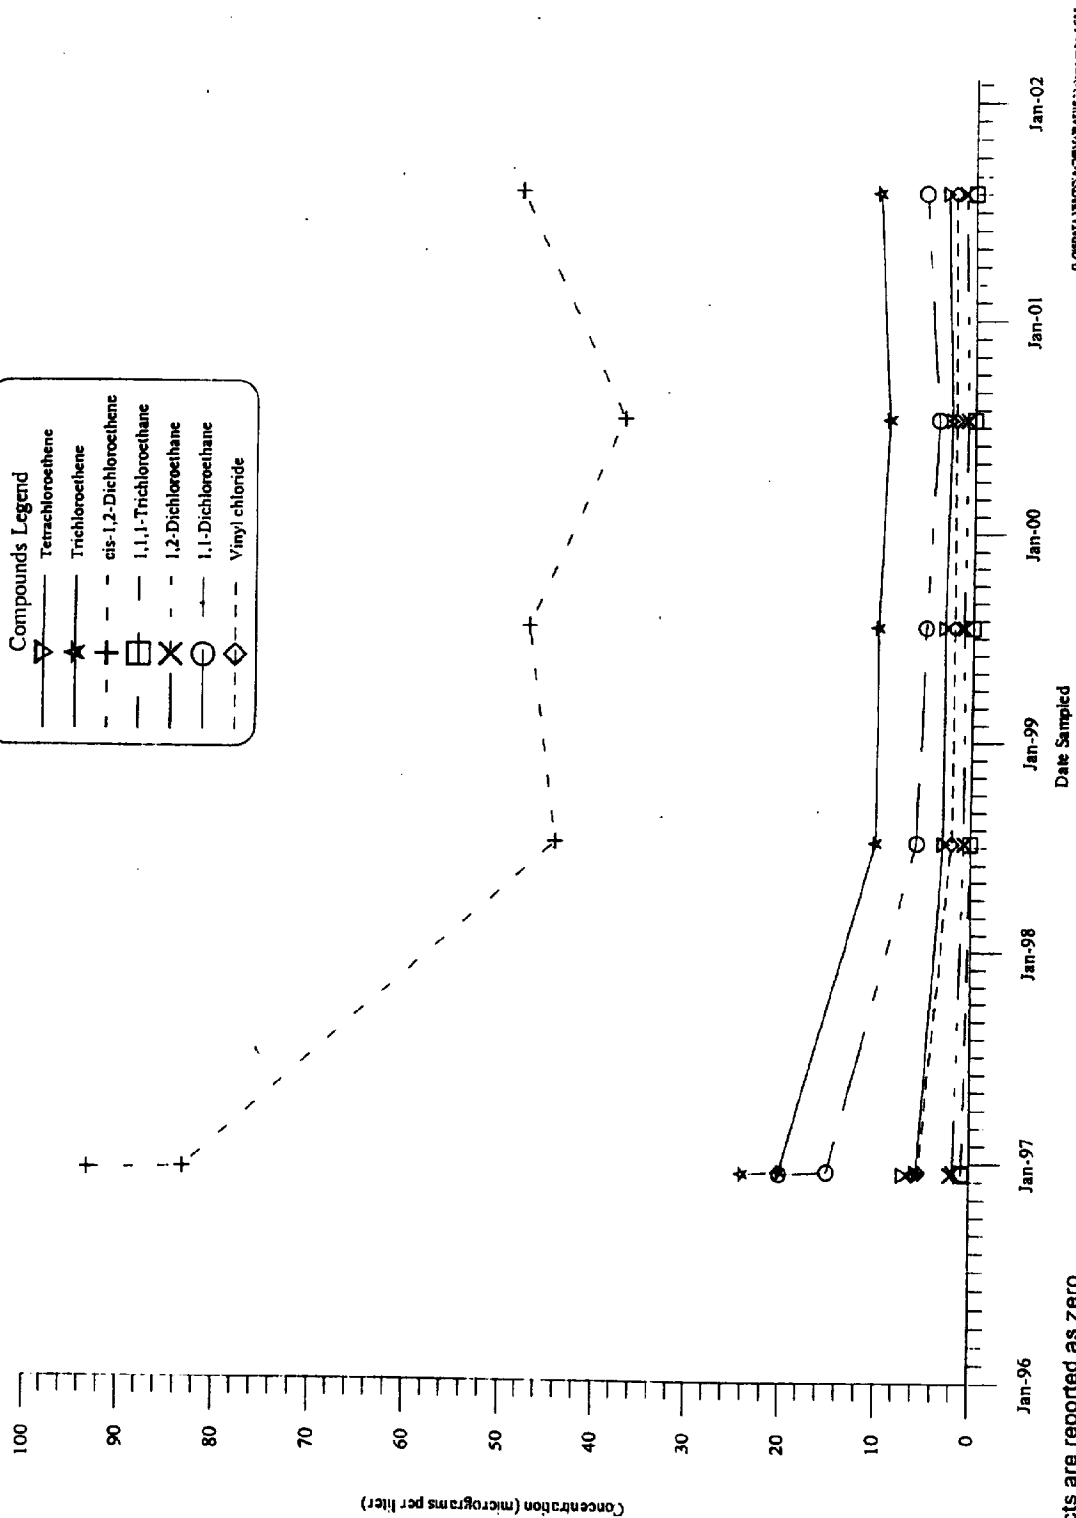 Compounds Legend
Tetrachloroethene
Trichloroethene
cis-1,2-Dichloroethene
1,1,1-Trichloroethane
1,2-Dichloroethane
1,1-Dichloroethane
Vinyl chloride
Concentration (micrograms per liter)
100
90
80
70
60
50
40
30
20
10
0
Jan-96
Jan-97
Jan-98
Jan-99
Jan-00
Jan-01
Jan-02
Date Sampled
cts are reported as zero